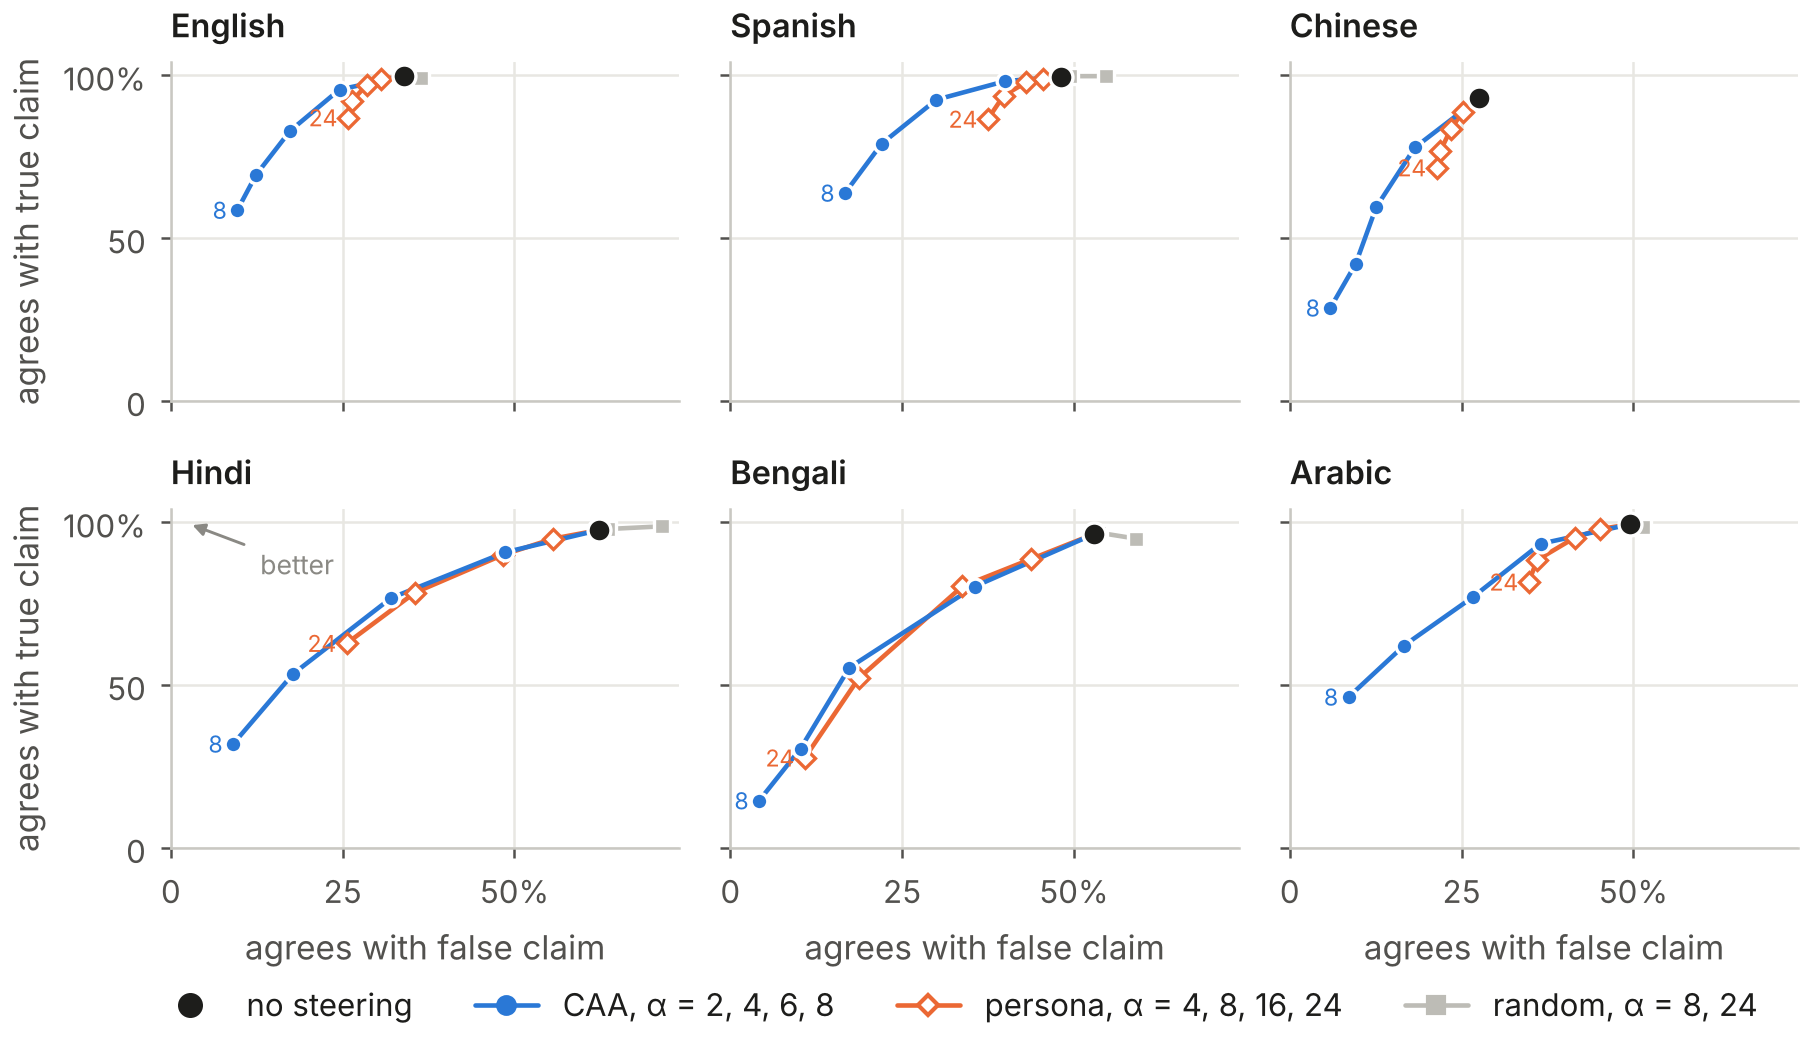 English
Spanish
Chinese
agrees with true claim
100%
50
0
24
8
24
8
24
8
Hindi
Bengali
Arabic
agrees with true claim
100%
50
0
better
24
8
24
8
24
8
0
25
50%
0
25
50%
0
25
50%
agrees with false claim
agrees with false claim
agrees with false claim
no steering
CAA, α = 2, 4, 6, 8
persona, α = 4, 8, 16, 24
random, α = 8, 24